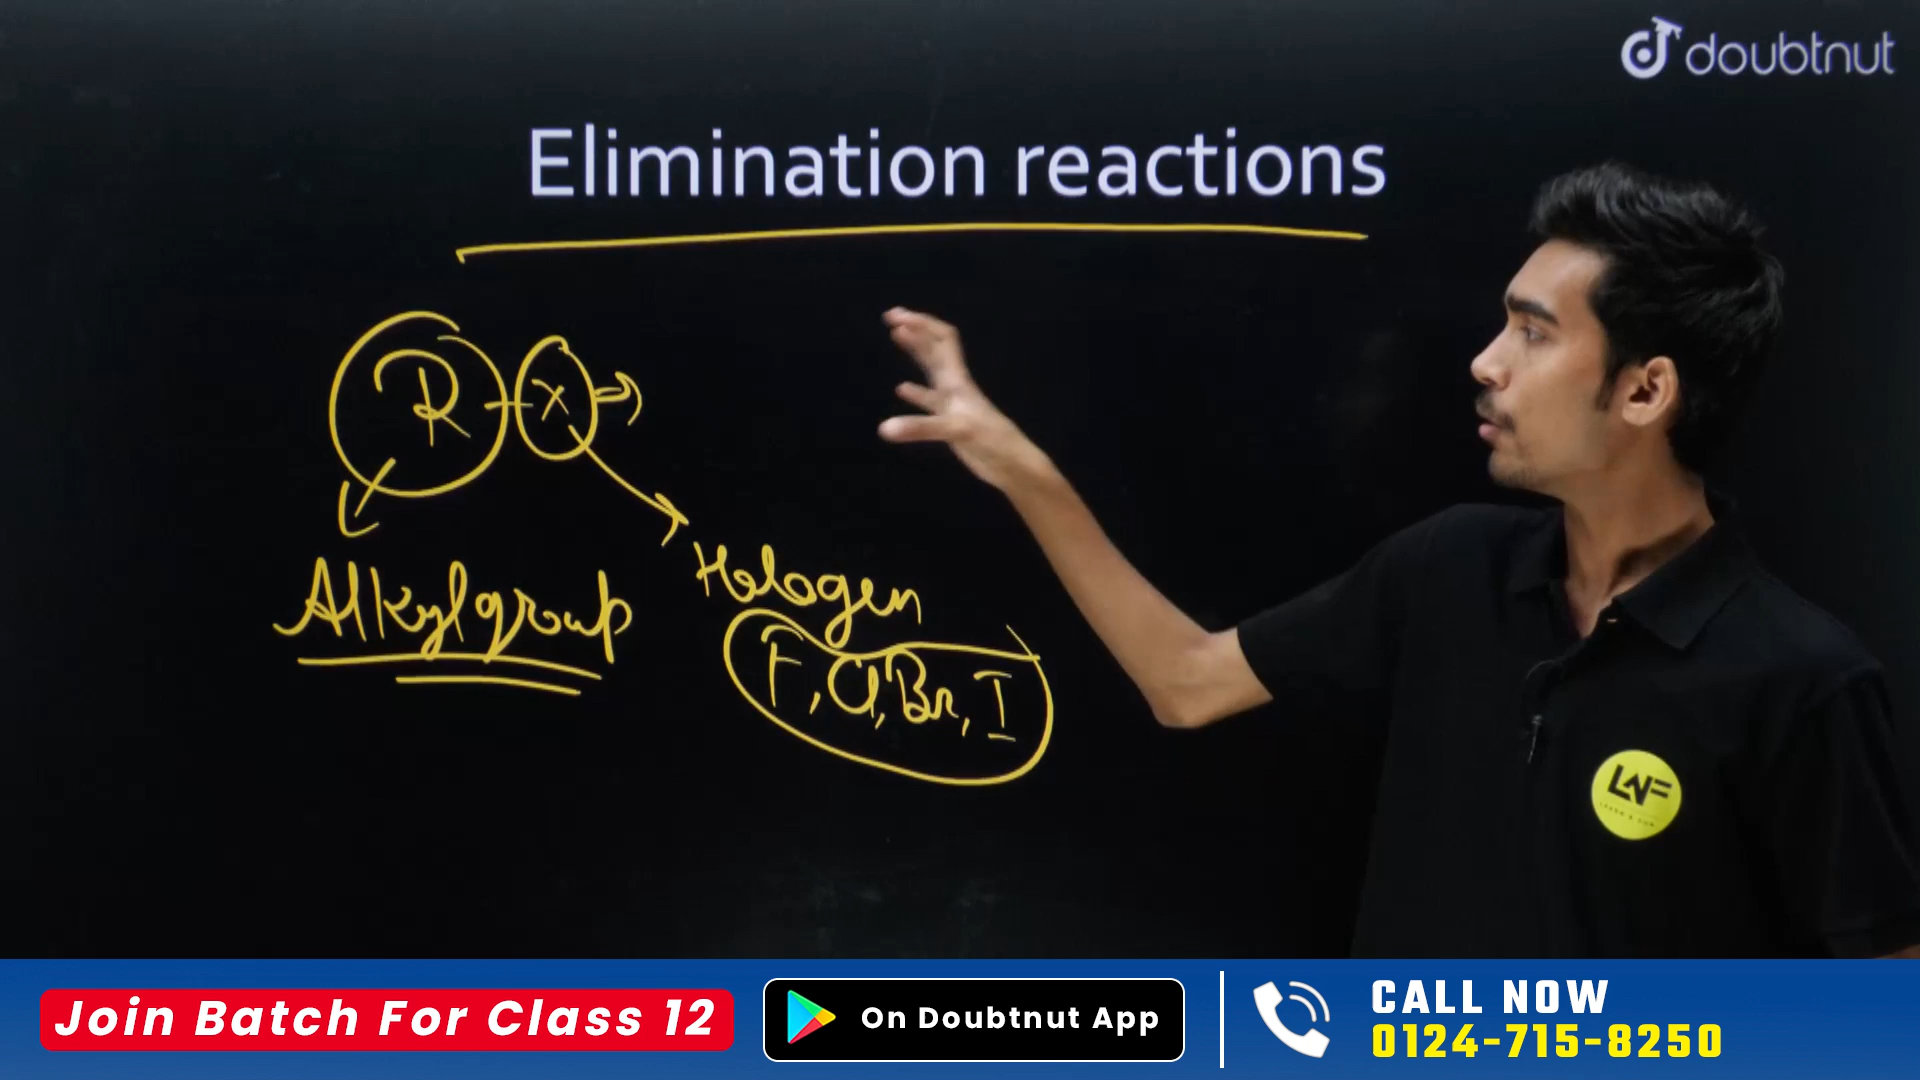 doubtnut
Elimination reactions
R - X
Alkyl group
Halogen
F, Cl, Br, I
LNF
Join Batch For Class 12
On Doubtnut App
CALL NOW
0124-715-8250